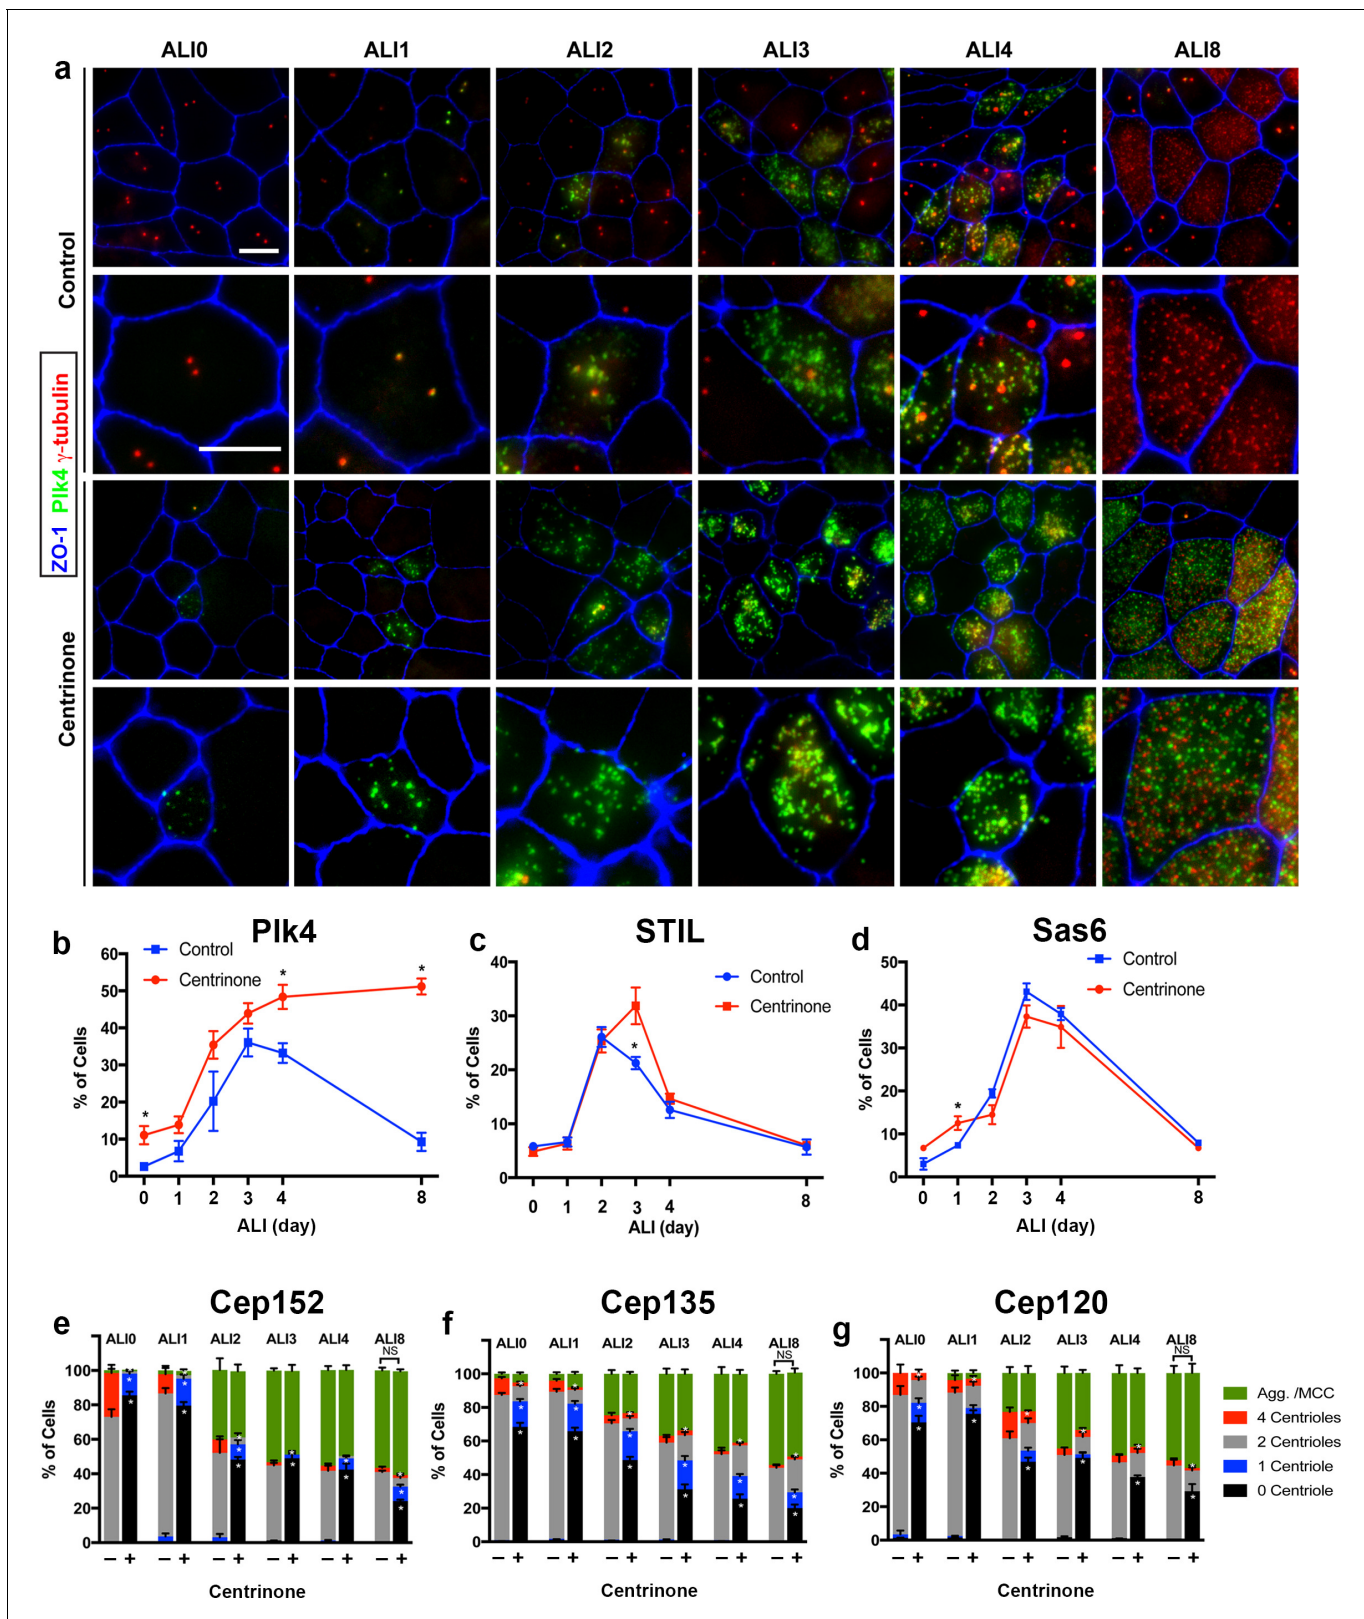 ALI0 ALI1 ALI2 ALI3 ALI4 ALI8
a
Control
ZO-1 Plk4 γ-tubulin
Centrinone
b Plk4
Control
Centrinone
% of Cells
60
50
40
30
20
10
0
* * *
0 1 2 3 4 8
ALI (day)
c STIL
Control
Centrinone
% of Cells
40
30
20
10
0
*
0 1 2 3 4 8
ALI (day)
d Sas6
Control
Centrinone
% of Cells
50
40
30
20
10
0
*
0 1 2 3 4 8
ALI (day)
e Cep152
ALI0 ALI1 ALI2 ALI3 ALI4 ALI8
NS
% of Cells
100
80
60
40
20
0
– + – + – + – + – + – +
Centrinone
f Cep135
ALI0 ALI1 ALI2 ALI3 ALI4 ALI8
NS
% of Cells
100
80
60
40
20
0
– + – + – + – + – + – +
Centrinone
g Cep120
ALI0 ALI1 ALI2 ALI3 ALI4 ALI8
NS
% of Cells
100
80
60
40
20
0
– + – + – + – + – + – +
Centrinone
Agg. /MCC
4 Centrioles
2 Centrioles
1 Centriole
0 Centriole